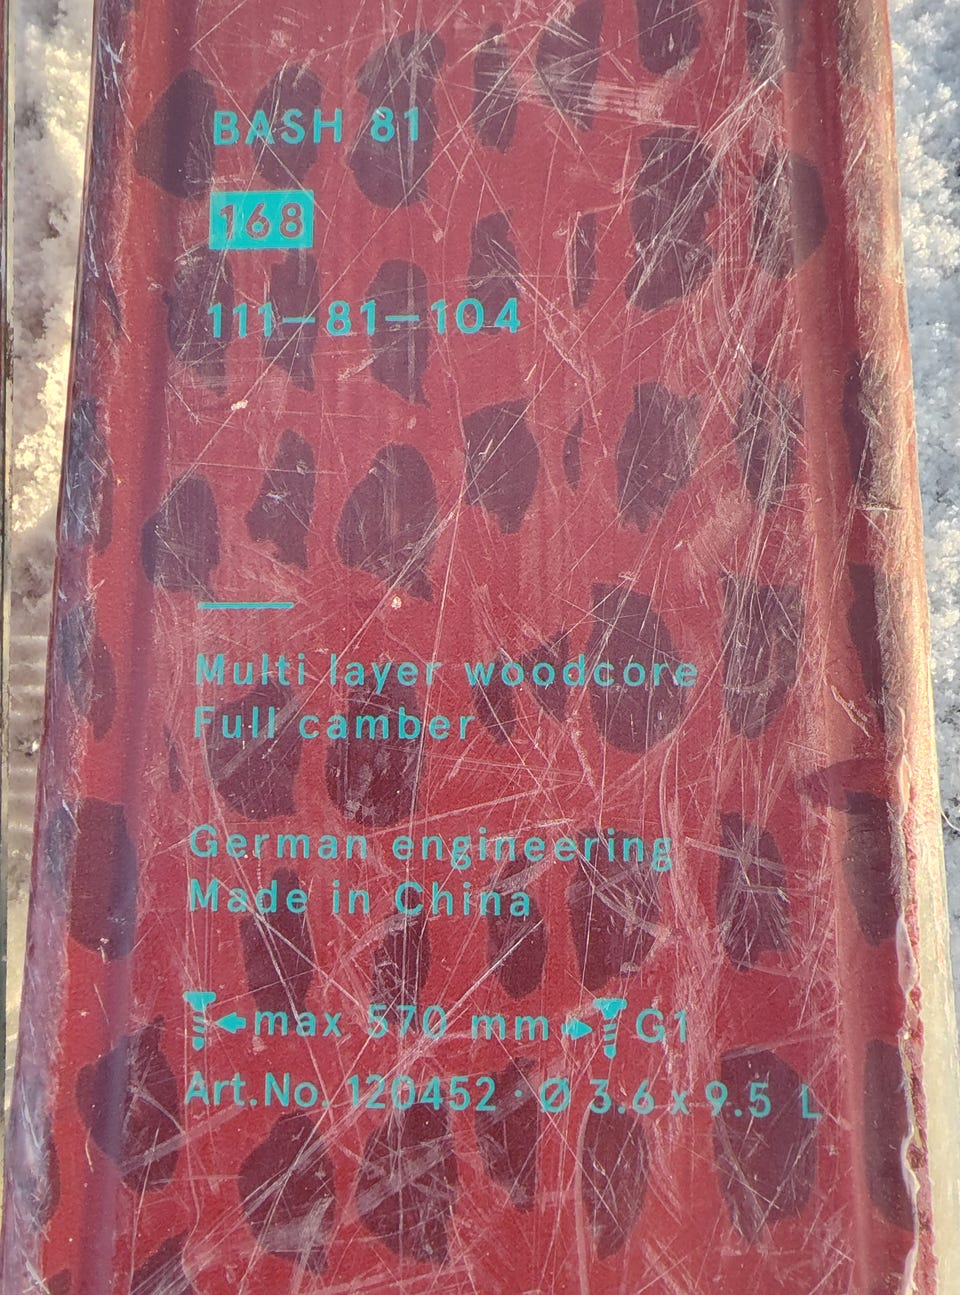 BASH 81
168
111–81–104
Multi layer woodcore
Full camber
German engineering
Made in China
max 570 mm G1
Art.No. 120452 · Ø 3.6 x 9.5 L